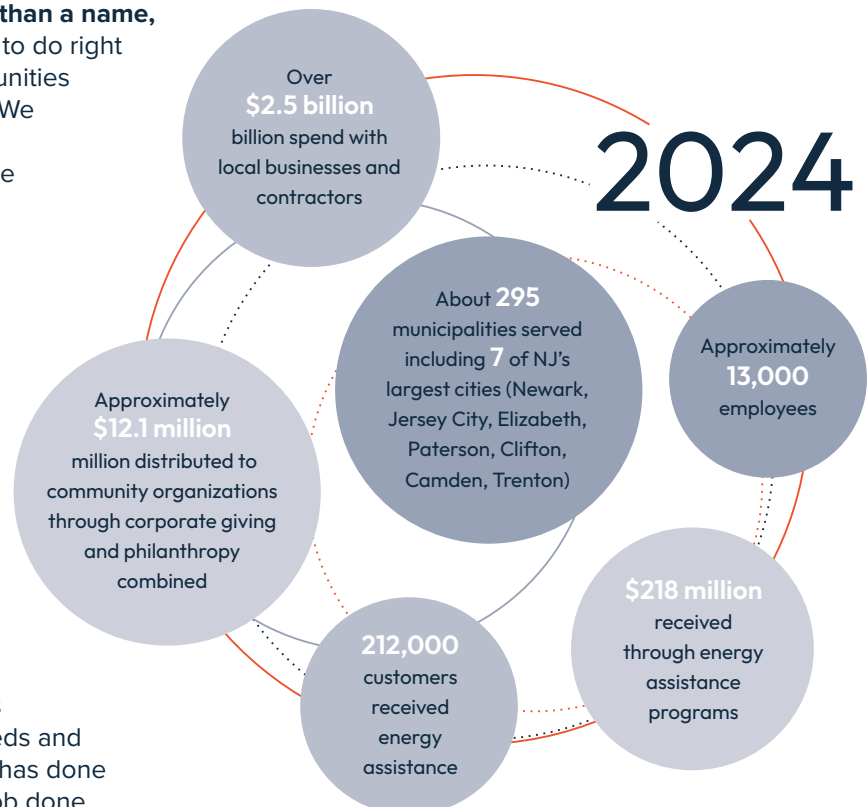 than a name,
to do right
unities
We
e
Over
$2.5 billion
billion spend with
local businesses and
contractors
2024
About 295
municipalities served
including 7 of NJ's
largest cities (Newark,
Jersey City, Elizabeth,
Paterson, Clifton,
Camden, Trenton)
Approximately
13,000
employees
Approximately
$12.1 million
million distributed to
community organizations
through corporate giving
and philanthropy
combined
$218 million
received
through energy
assistance
programs
212,000
customers
received
energy
assistance
eds and
has done
ob done